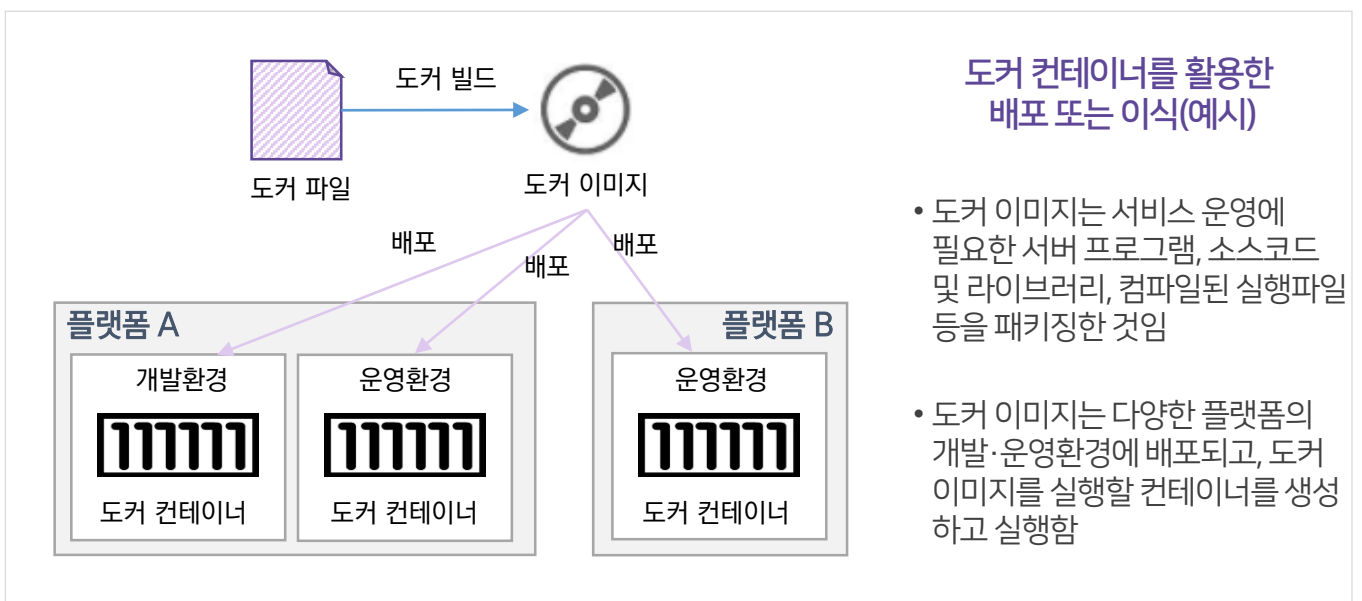 도커 빌드
도커 파일
도커 이미지
배포
배포
배포
플랫폼 A
개발환경
도커 컨테이너
운영환경
도커 컨테이너
플랫폼 B
운영환경
도커 컨테이너
도커 컨테이너를 활용한
배포 또는 이식(예시)
• 도커 이미지는 서비스 운영에
필요한 서버 프로그램, 소스코드
및 라이브러리, 컴파일된 실행파일
등을 패키징한 것임
• 도커 이미지는 다양한 플랫폼의
개발·운영환경에 배포되고, 도커
이미지를 실행할 컨테이너를 생성
하고 실행함